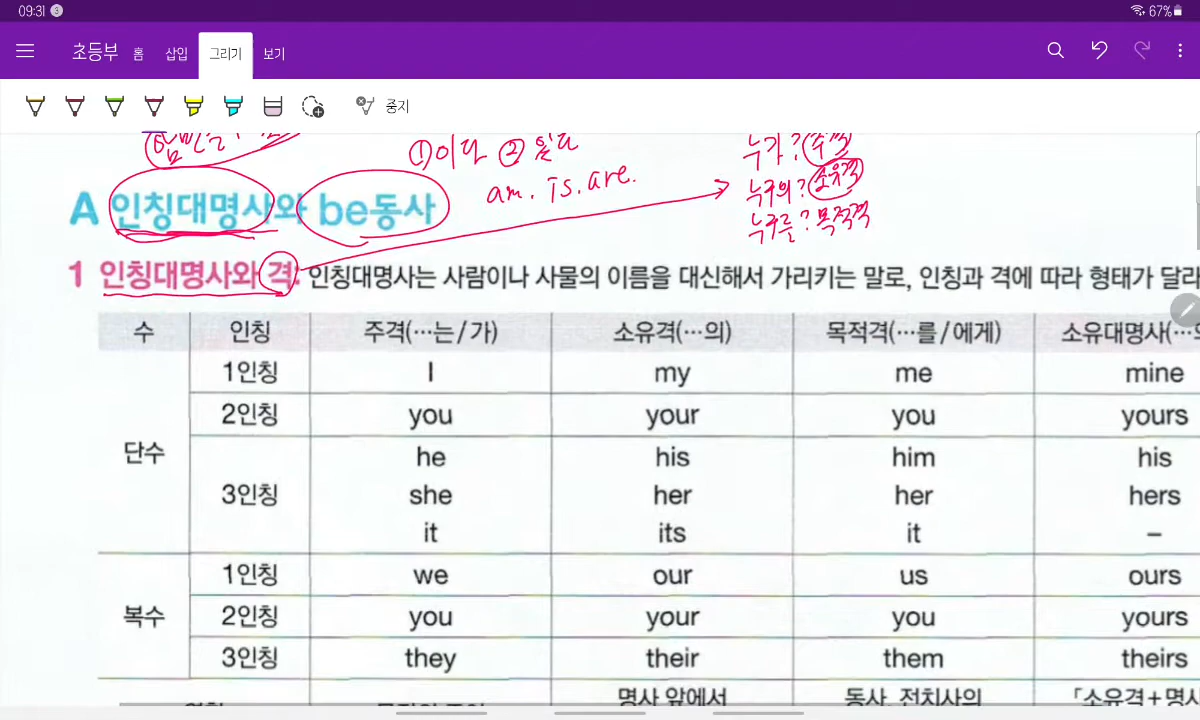 09:31 3 67%
초등부 홈 삽입 그리기 보기
중지
①이다 ② 있다
am. is. are.
누가? 주격
누구의? 소유격
누구를? 목적격
A 인칭대명사와 be동사
1 인칭대명사와 격: 인칭대명사는 사람이나 사물의 이름을 대신해서 가리키는 말로, 인칭과 격에 따라 형태가 달라
수 인칭 주격(…는/가) 소유격(…의) 목적격(…를/에게) 소유대명사(…의
단수 1인칭 I my me mine
2인칭 you your you yours
3인칭 he his him his
she her her hers
it its it –
복수 1인칭 we our us ours
2인칭 you your you yours
3인칭 they their them theirs
명사 앞에서 동사, 전치사의 「소유격+명사